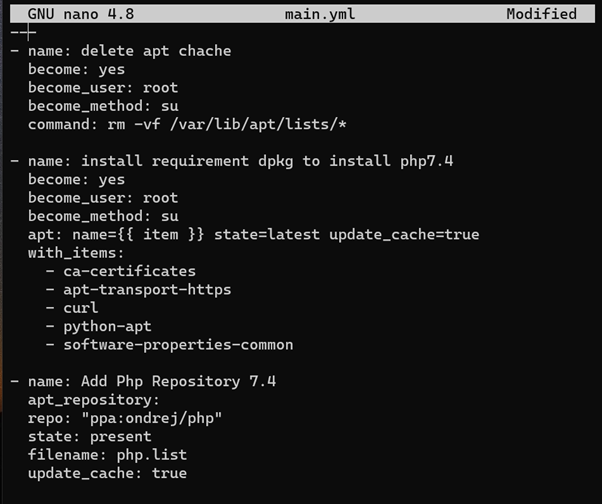 GNU nano 4.8 main.yml Modified
---
- name: delete apt chache
  become: yes
  become_user: root
  become_method: su
  command: rm -vf /var/lib/apt/lists/*

- name: install requirement dpkg to install php7.4
  become: yes
  become_user: root
  become_method: su
  apt: name={{ item }} state=latest update_cache=true
  with_items:
    - ca-certificates
    - apt-transport-https
    - curl
    - python-apt
    - software-properties-common

- name: Add Php Repository 7.4
  apt_repository:
  repo: "ppa:ondrej/php"
  state: present
  filename: php.list
  update_cache: true